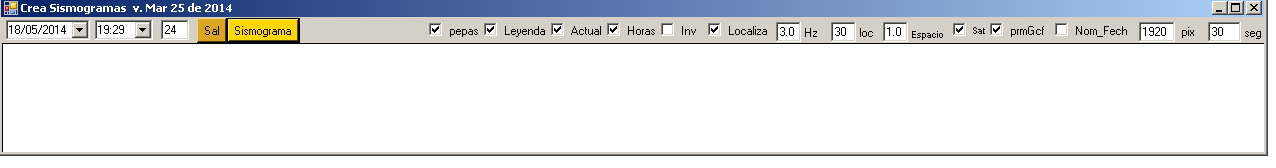 Crea Sismogramas v. Mar 25 de 2014
18/05/2014 19:29 24 Sal Sismograma pepas Leyenda Actual Horas Inv Localiza 3.0 Hz 30 loc 1.0 Espacio Sat prmGcf Nom_Fech 1920 pix 30 seg